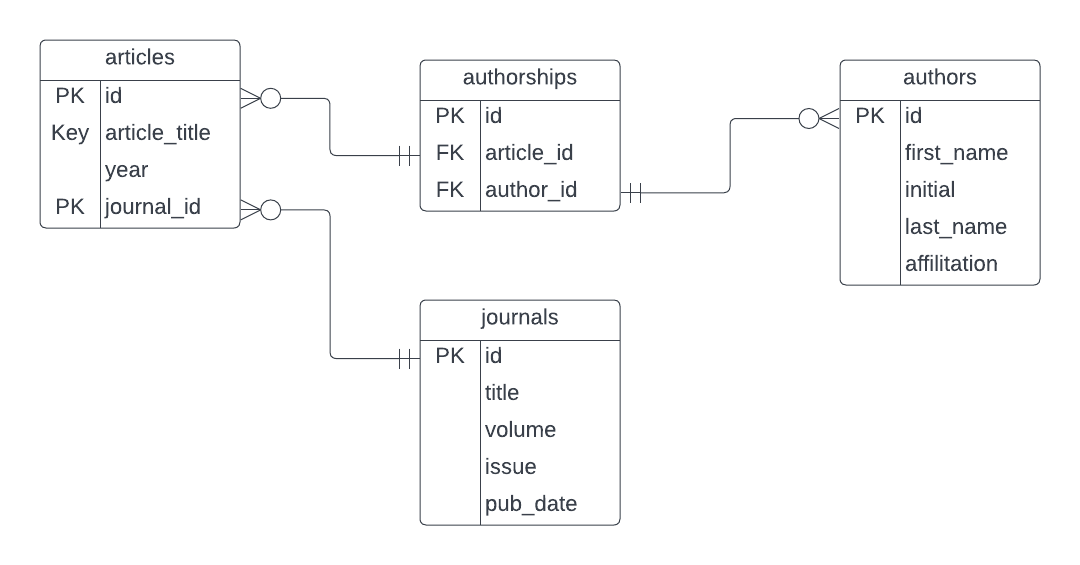 articles
PK id
Key article_title
year
PK journal_id
authorships
PK id
FK article_id
FK author_id
authors
PK id
first_name
initial
last_name
affilitation
journals
PK id
title
volume
issue
pub_date